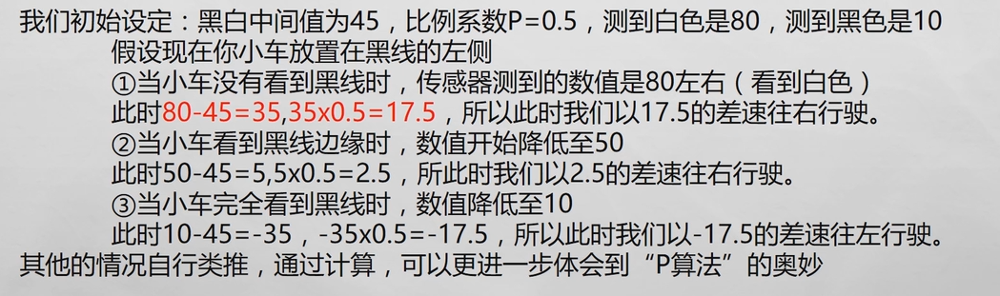 我们初始设定：黑白中间值为45，比例系数P=0.5，测到白色是80，测到黑色是10
假设现在你小车放置在黑线的左侧
①当小车没有看到黑线时，传感器测到的数值是80左右（看到白色）
此时80-45=35,35x0.5=17.5，所以此时我们以17.5的差速往右行驶。
②当小车看到黑线边缘时，数值开始降低至50
此时50-45=5,5x0.5=2.5，所此时我们以2.5的差速往右行驶。
③当小车完全看到黑线时，数值降低至10
此时10-45=-35，-35x0.5=-17.5，所以此时我们以-17.5的差速往左行驶。
其他的情况自行类推，通过计算，可以更进一步体会到“P算法”的奥妙